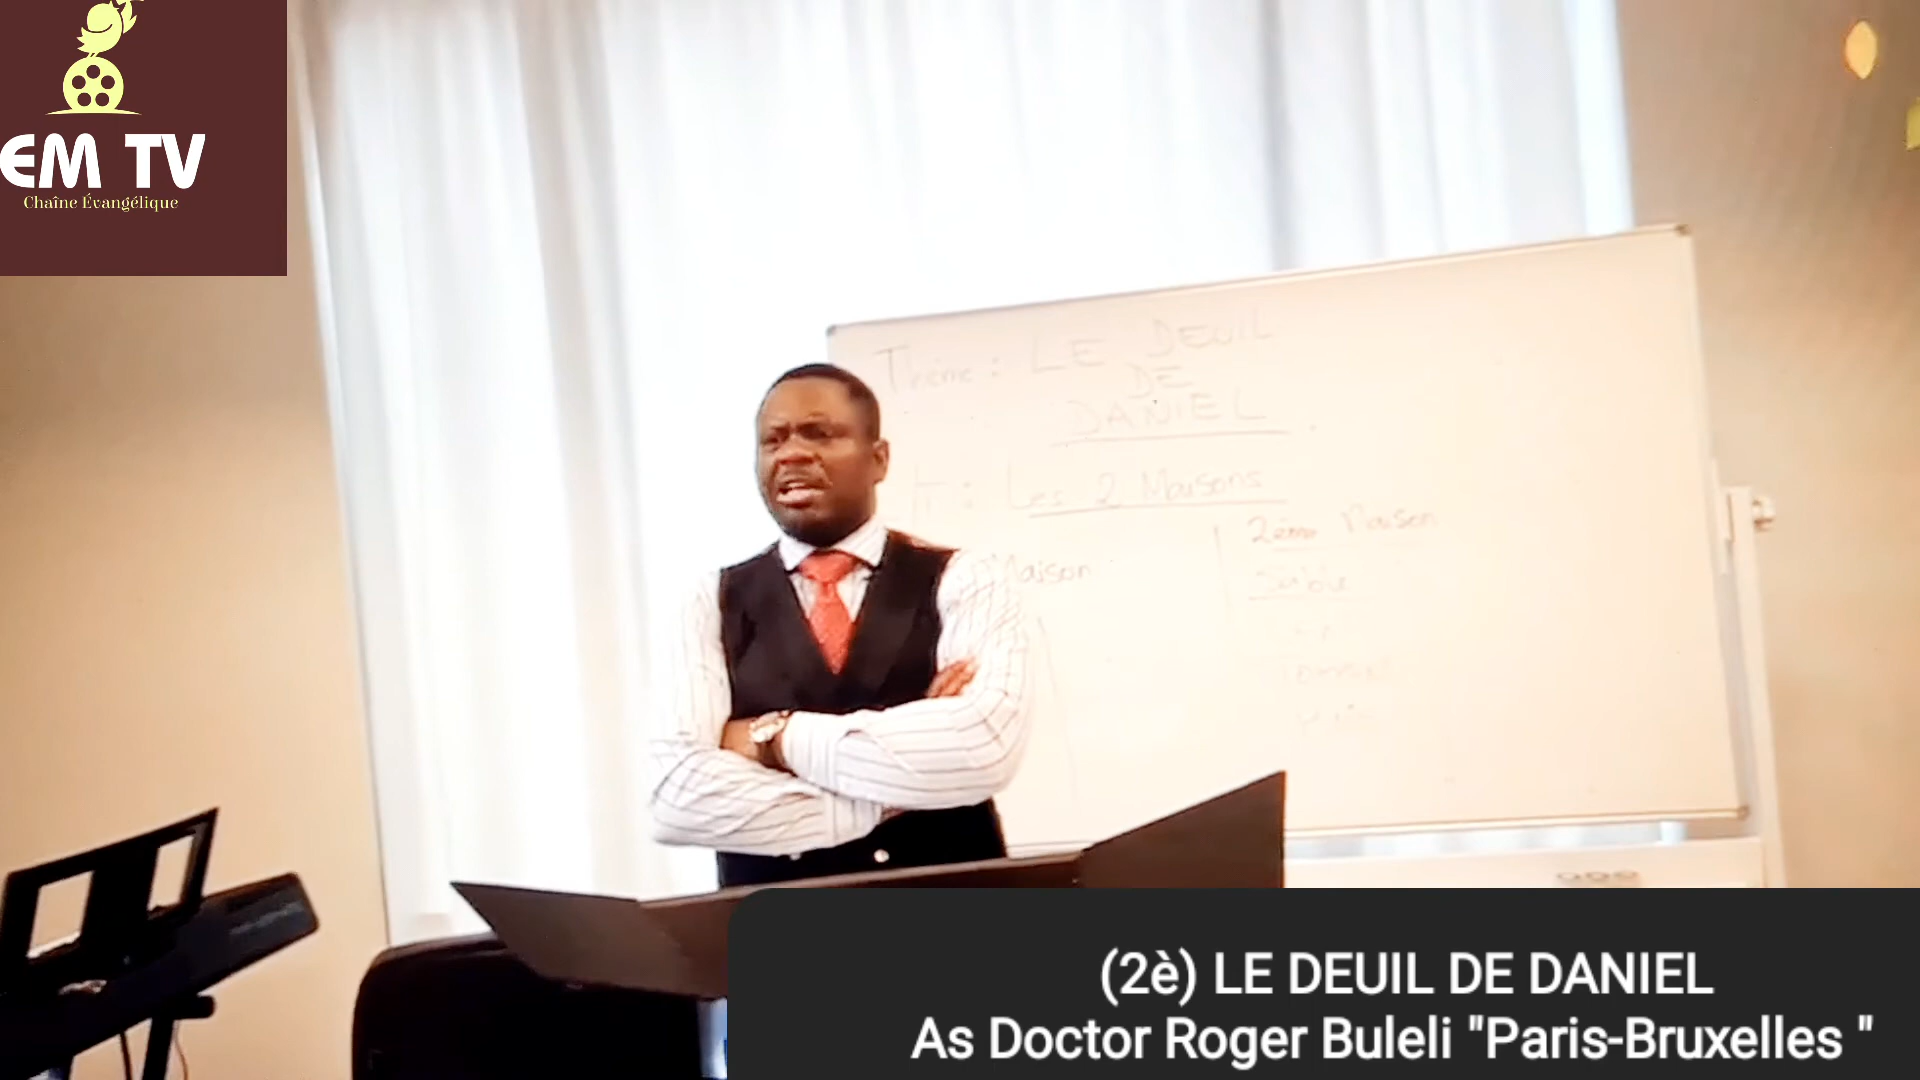 EM TV
Chaîne Évangélique
Thème : LE DEUIL
DE
DANIEL
Les 2 Maisons
Maison
2ème Maison
(2è) LE DEUIL DE DANIEL
As Doctor Roger Buleli "Paris-Bruxelles "